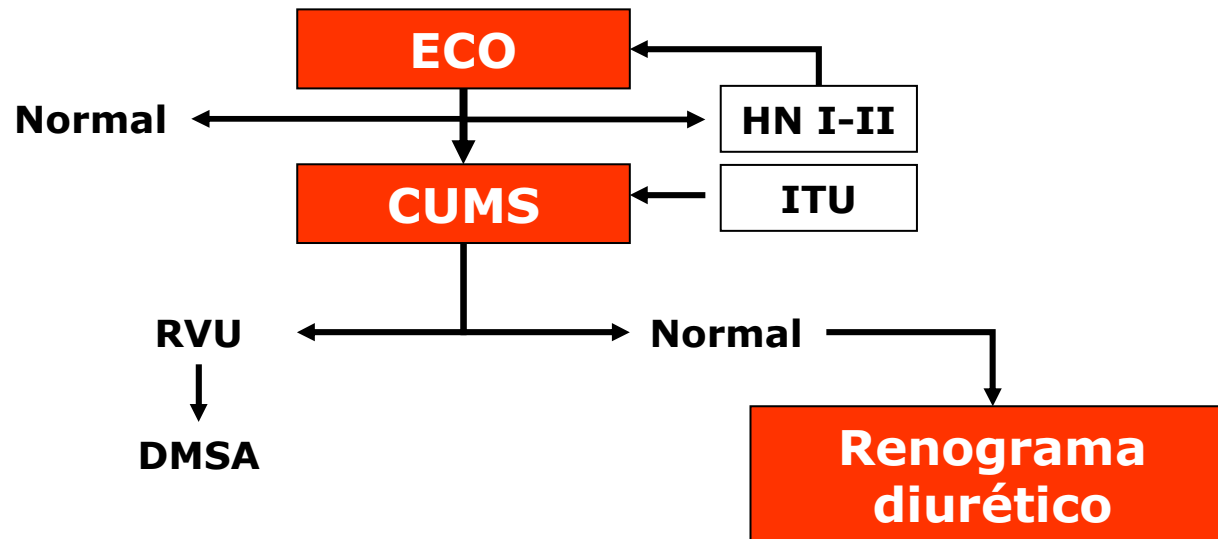 ECO
Normal
HN I-II
CUMS
ITU
RVU
Normal
DMSA
Renograma
diurético